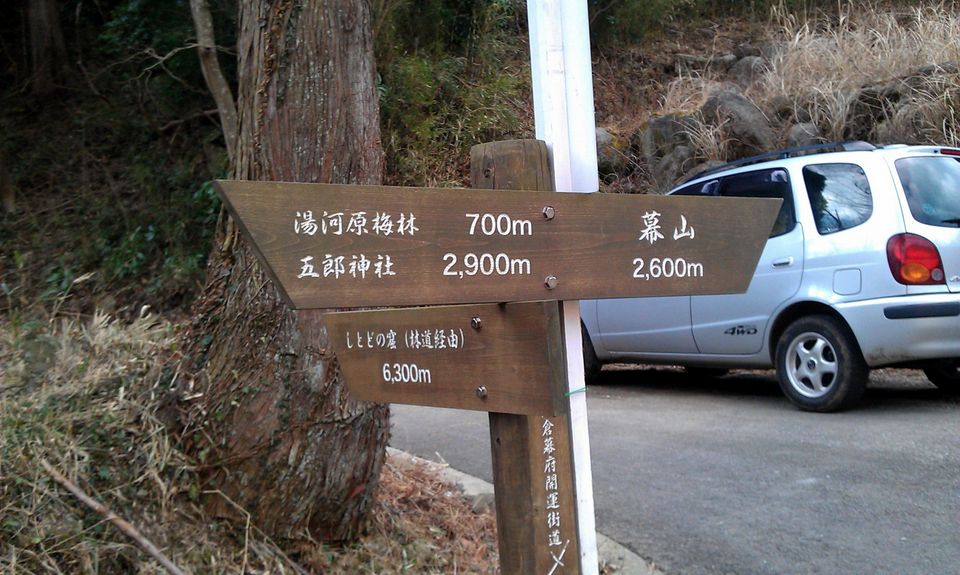 湯河原梅林 700m
五郎神社 2,900m
幕山
2,600m
しとどの窟(林道経由)
6,300m
倉幕府開運街道
4WD